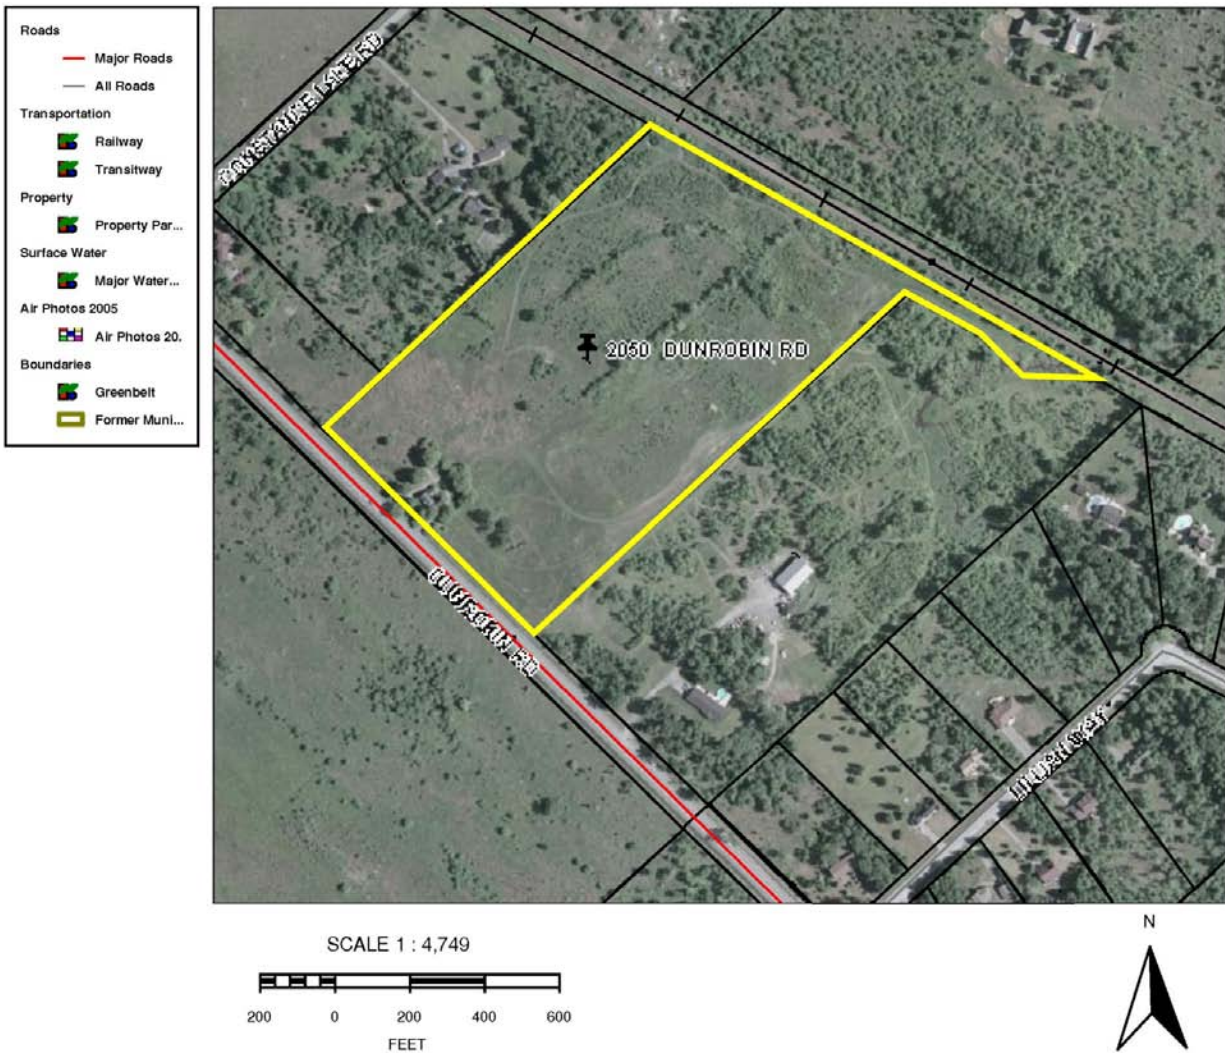 Roads
Major Roads
All Roads
Transportation
Railway
Transitway
Property
Property Par...
Surface Water
Major Water...
Air Photos 2005
Air Photos 20.
Boundaries
Greenbelt
Former Muni...
RD
2050 DUNROBIN RD
RD
SCALE 1 : 4,749
200 0 200 400 600
FEET
N